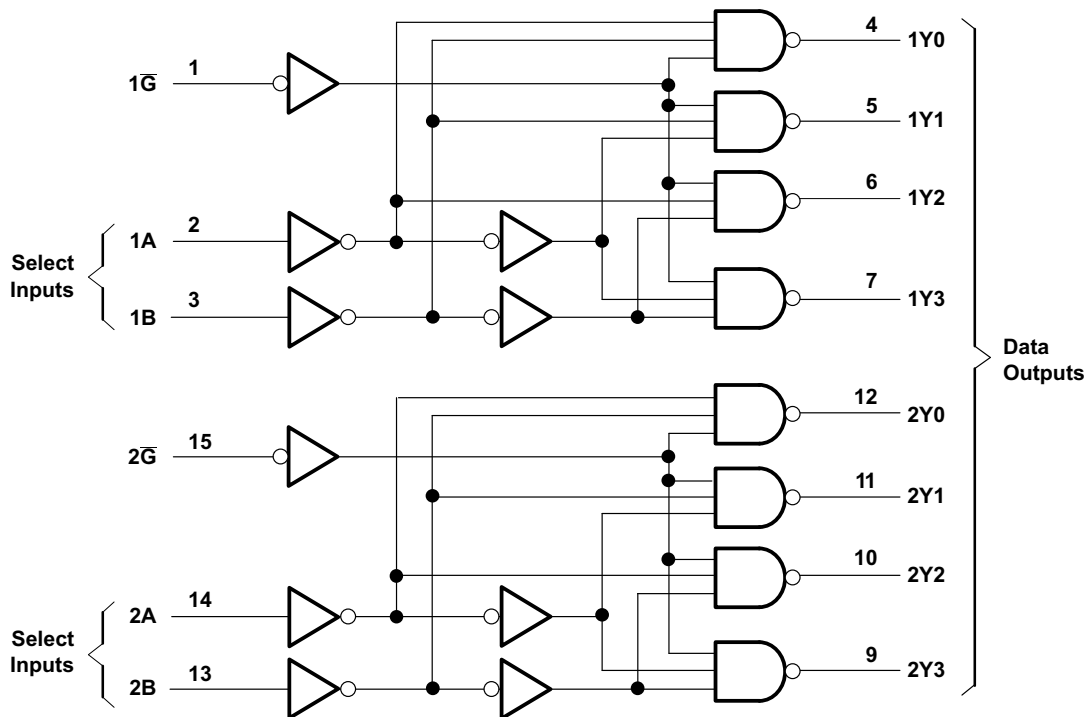 4
1Y0
1G̅ 1
5
1Y1
6
1Y2
Select
Inputs
1A 2
1B 3
7
1Y3
Data
Outputs
12
2Y0
2G̅ 15
11
2Y1
10
2Y2
Select
Inputs
2A 14
2B 13
9
2Y3